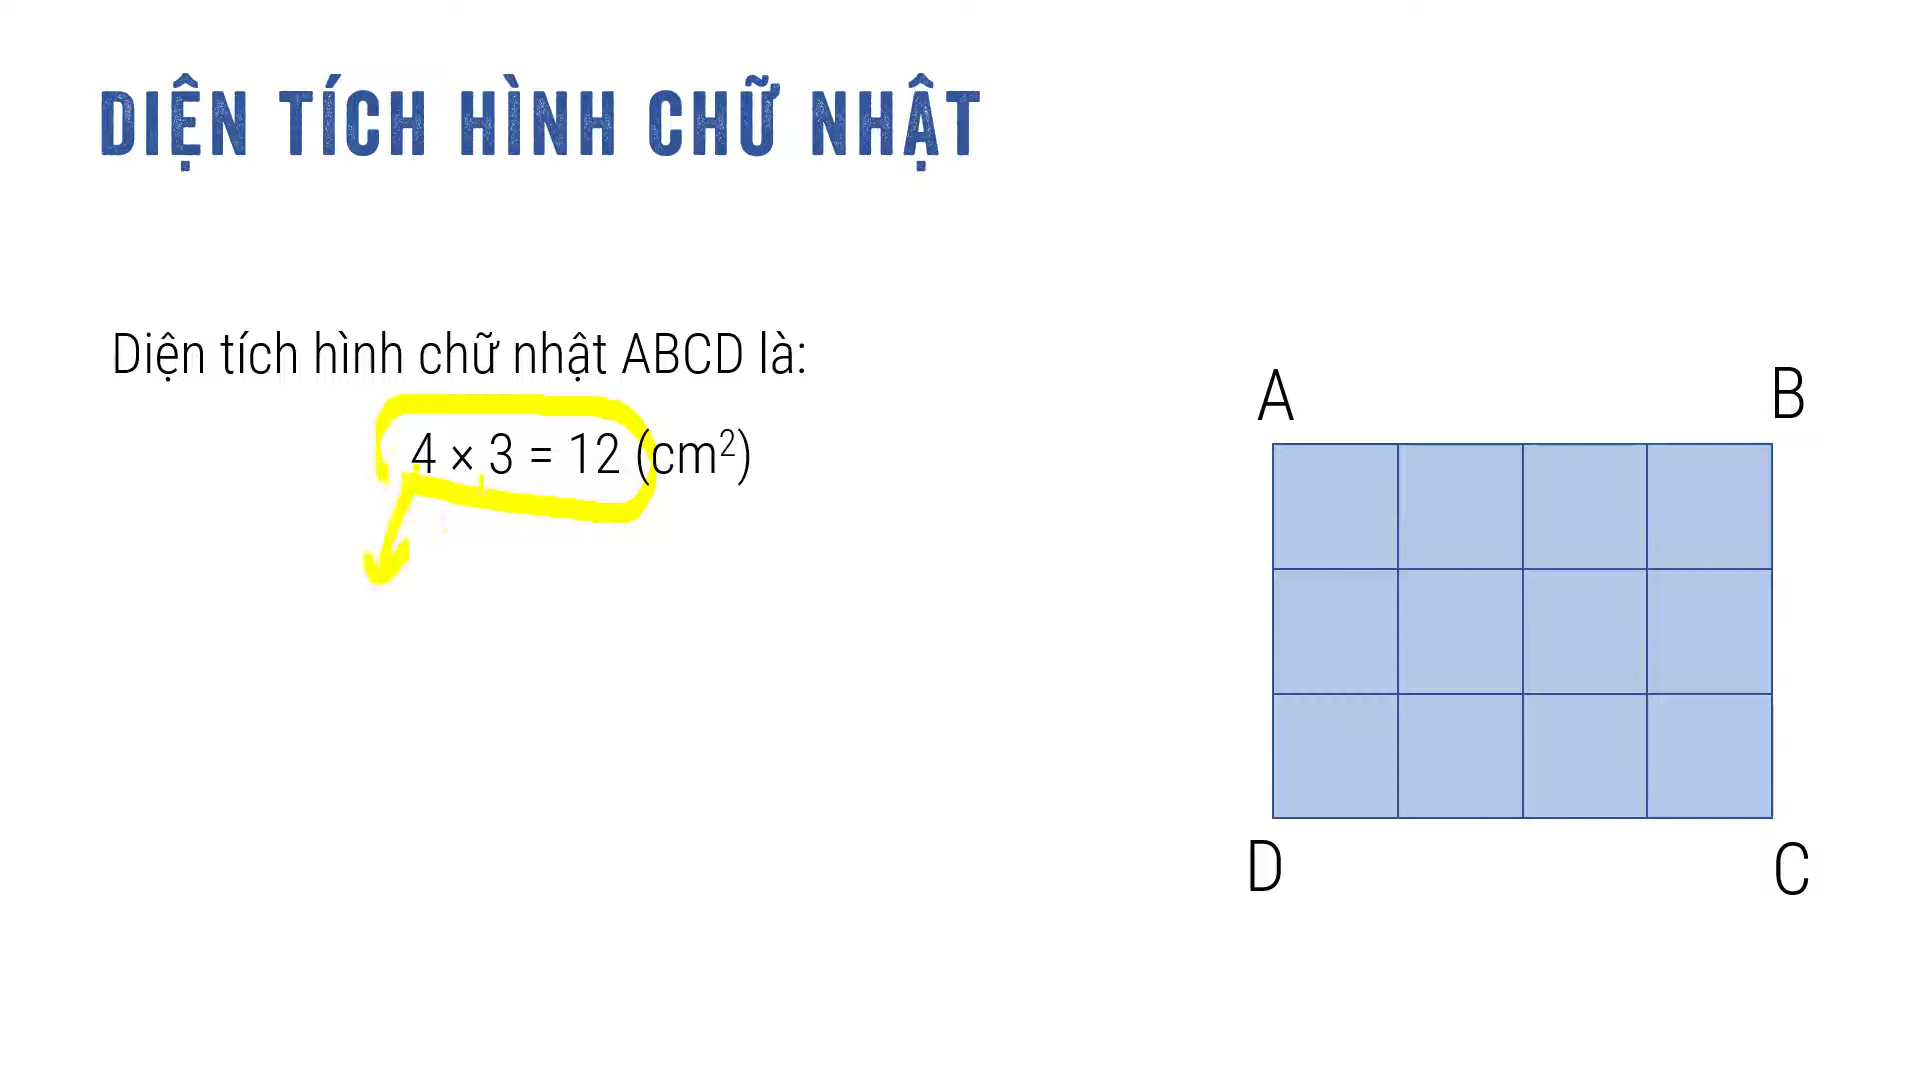 DIỆN TÍCH HÌNH CHỮ NHẬT
Diện tích hình chữ nhật ABCD là:
4 × 3 = 12 (cm²)
A
B
D
C